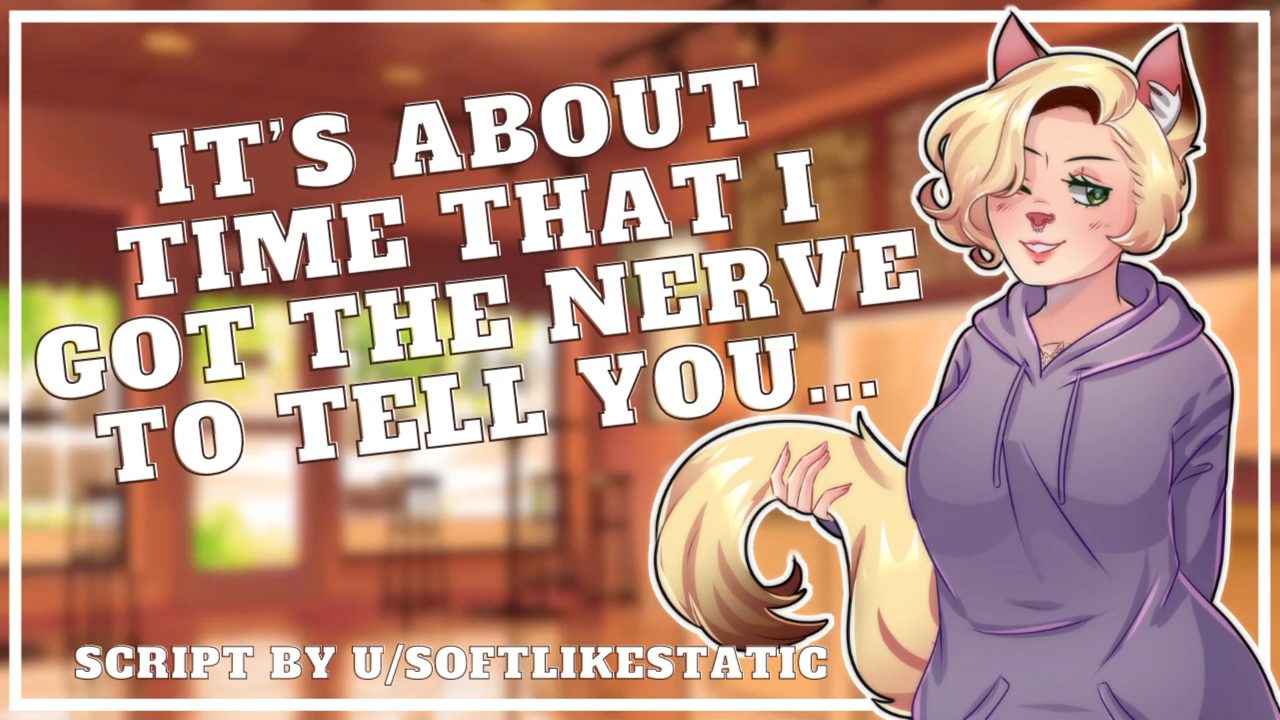 IT'S ABOUT
TIME THAT I
GOT THE NERVE
TO TELL YOU...
SCRIPT BY U/SOFTLIKESTATIC